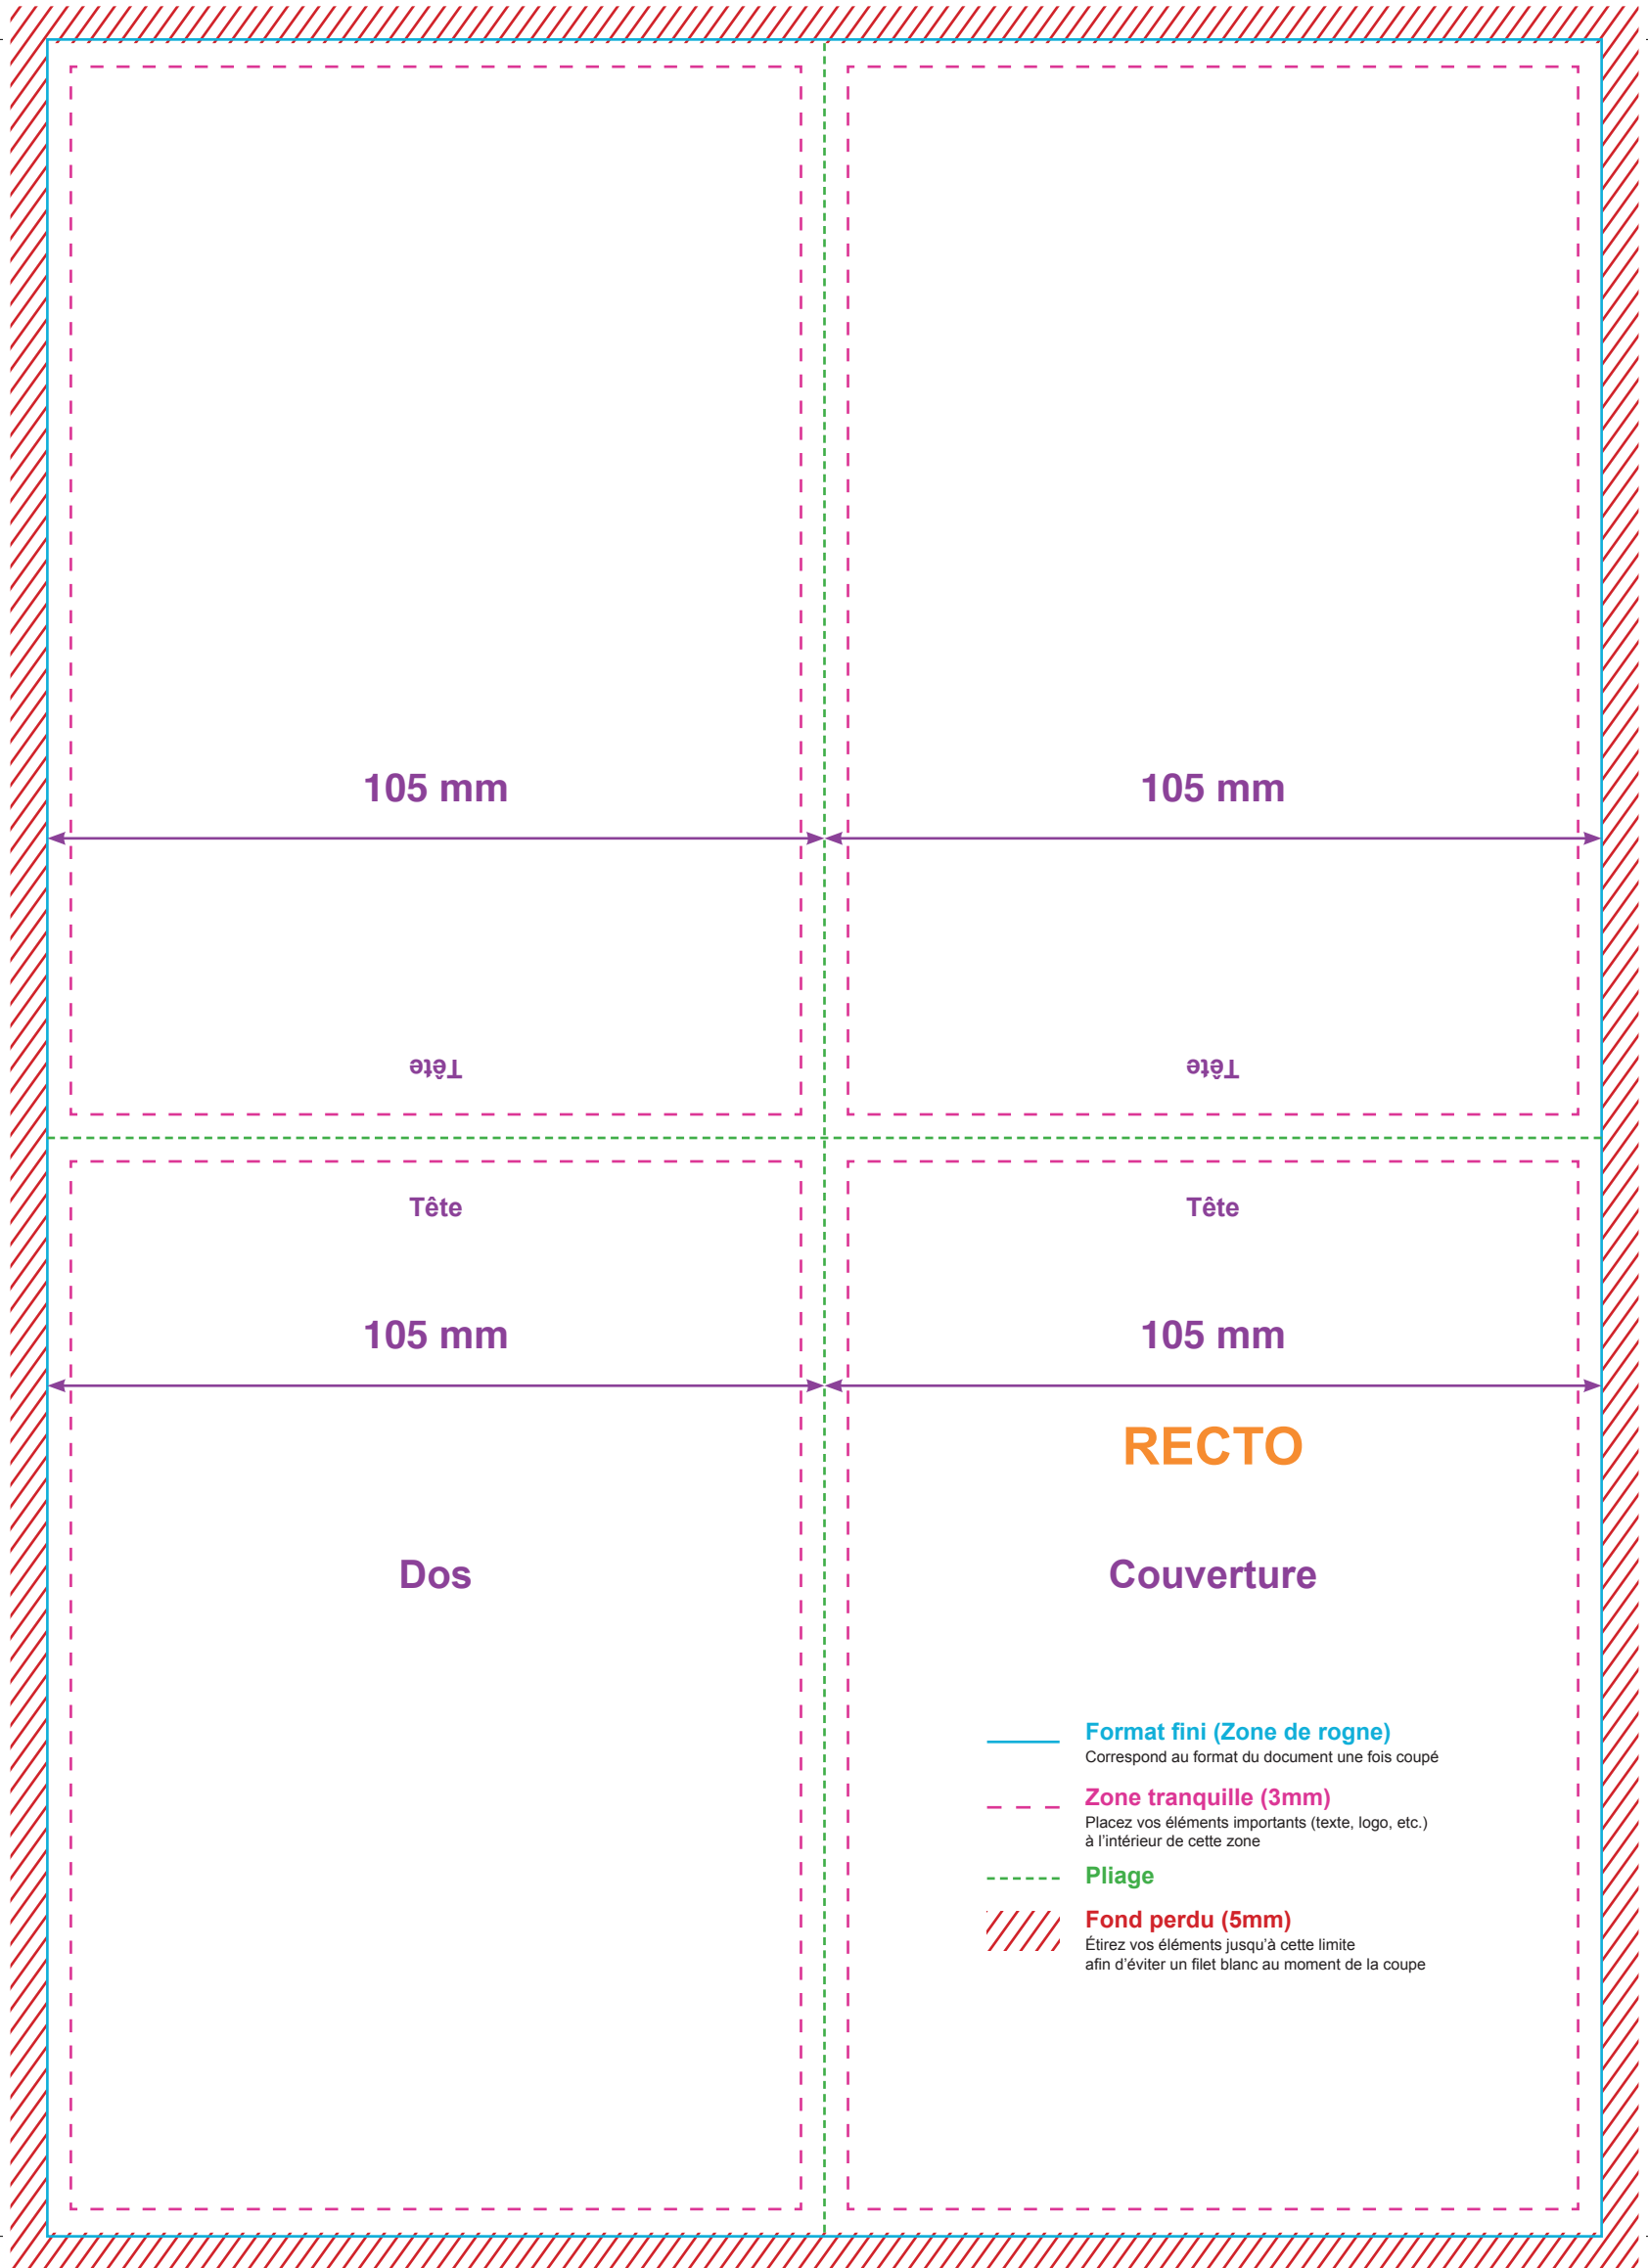 105 mm
105 mm
Tête
Tête
Tête
Tête
105 mm
105 mm
RECTO
Dos
Couverture
Format fini (Zone de rogne)
Correspond au format du document une fois coupé
Zone tranquille (3mm)
Placez vos éléments importants (texte, logo, etc.)
à l’intérieur de cette zone
Pliage
Fond perdu (5mm)
Étirez vos éléments jusqu’à cette limite
afin d’éviter un filet blanc au moment de la coupe